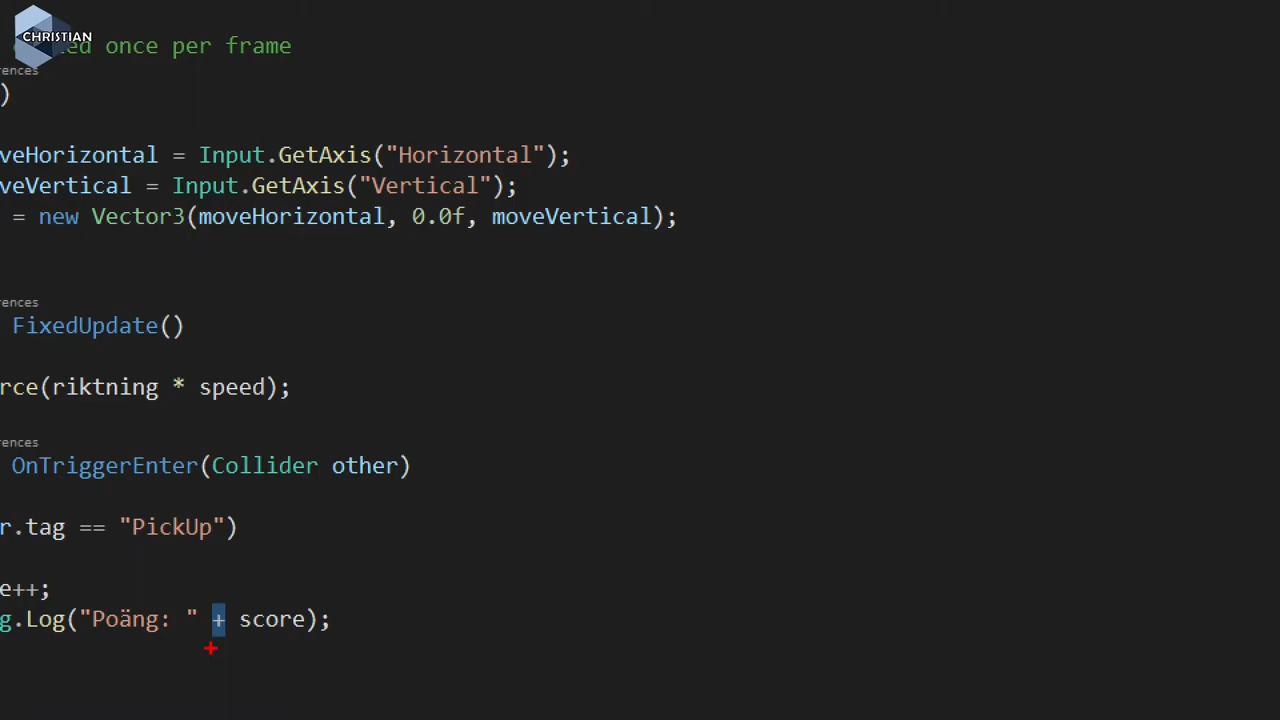 CHRISTIAN
once per frame
rences
)
veHorizontal = Input.GetAxis("Horizontal");
veVertical = Input.GetAxis("Vertical");
= new Vector3(moveHorizontal, 0.0f, moveVertical);
rences
FixedUpdate()
rce(riktning * speed);
rences
OnTriggerEnter(Collider other)
r.tag == "PickUp")
e++;
g.Log("Poäng: " + score);